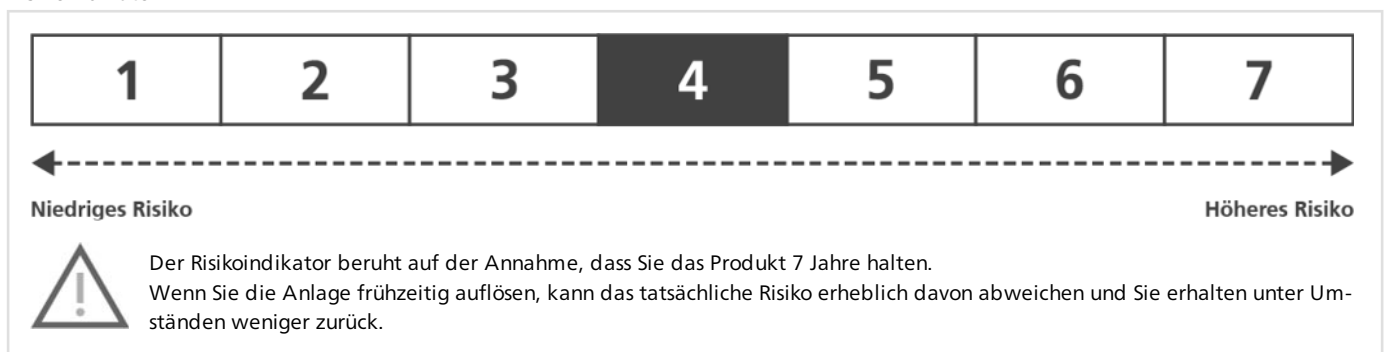 1 2 3 4 5 6 7
Niedriges Risiko Höheres Risiko
Der Risikoindikator beruht auf der Annahme, dass Sie das Produkt 7 Jahre halten.
Wenn Sie die Anlage frühzeitig auflösen, kann das tatsächliche Risiko erheblich davon abweichen und Sie erhalten unter Um-
ständen weniger zurück.